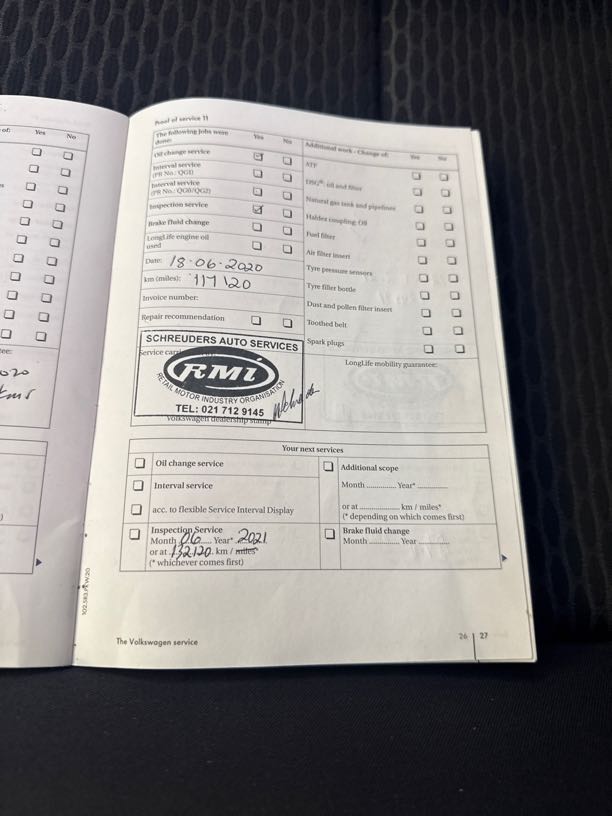 of: Yes No
Proof of service 11
The following jobs were done: Yes No
Oil change service
Interval service
(PR No.: QG1)
Interval service
(PR No.: QG0/QG2)
Inspection service
Brake fluid change
LongLife engine oil
used
Date: 18-06-2020
km (miles): 117120
Invoice number:
Repair recommendation
SCHREUDERS AUTO SERVICES
RMi
RETAIL MOTOR INDUSTRY ORGANISATION
TEL: 021 712 9145
Volkswagen dealership stamp
Additional work - Change of: Yes No
ATF
DSG®: oil and filter
Natural gas tank and pipelines
Haldex coupling: Oil
Fuel filter
Air filter insert
Tyre pressure sensors
Tyre filler bottle
Dust and pollen filter insert
Toothed belt
Spark plugs
LongLife mobility guarantee:
Your next services
Oil change service
Interval service
acc. to flexible Service Interval Display
Inspection Service
Month 06 Year* 2021
or at 132120 km / miles*
(* whichever comes first)
Additional scope
Month ............... Year* ...............
or at .................... km / miles*
(* depending on which comes first)
Brake fluid change
Month ............... Year ...............
The Volkswagen service
26 27